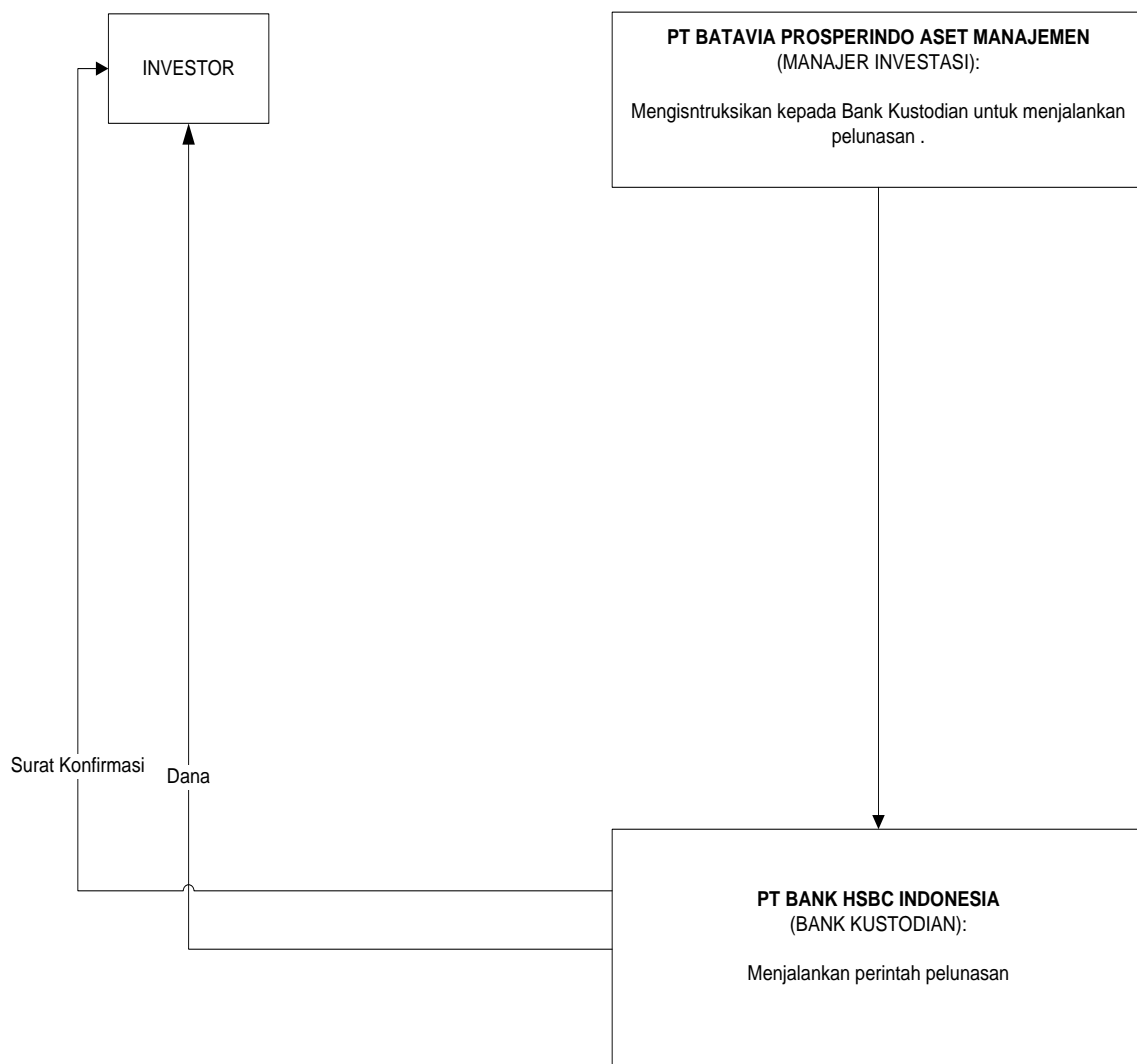 INVESTOR
PT BATAVIA PROSPERINDO ASET MANAJEMEN
(MANAJER INVESTASI):
Mengisntruksikan kepada Bank Kustodian untuk menjalankan
pelunasan .
Surat Konfirmasi
Dana
PT BANK HSBC INDONESIA
(BANK KUSTODIAN):
Menjalankan perintah pelunasan